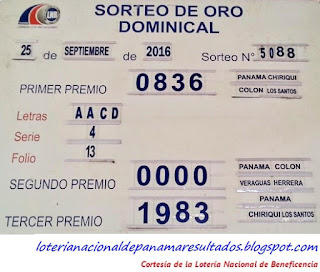 LNB
SORTEO DE ORO
DOMINICAL
25 de SEPTIEMBRE de 2016 Sorteo N° 5088
PRIMER PREMIO 0836 PANAMA CHIRIQUI
COLON LOS SANTOS
Letras AACD
Serie 4
Folio 13
SEGUNDO PREMIO 0000 PANAMA COLON
VERAGUAS HERRERA
TERCER PREMIO 1983 PANAMA
CHIRIQUI LOS SANTOS
loterianacionaldepanamaresultados.blogspot.com
Cortesía de la Lotería Nacional de Beneficencia